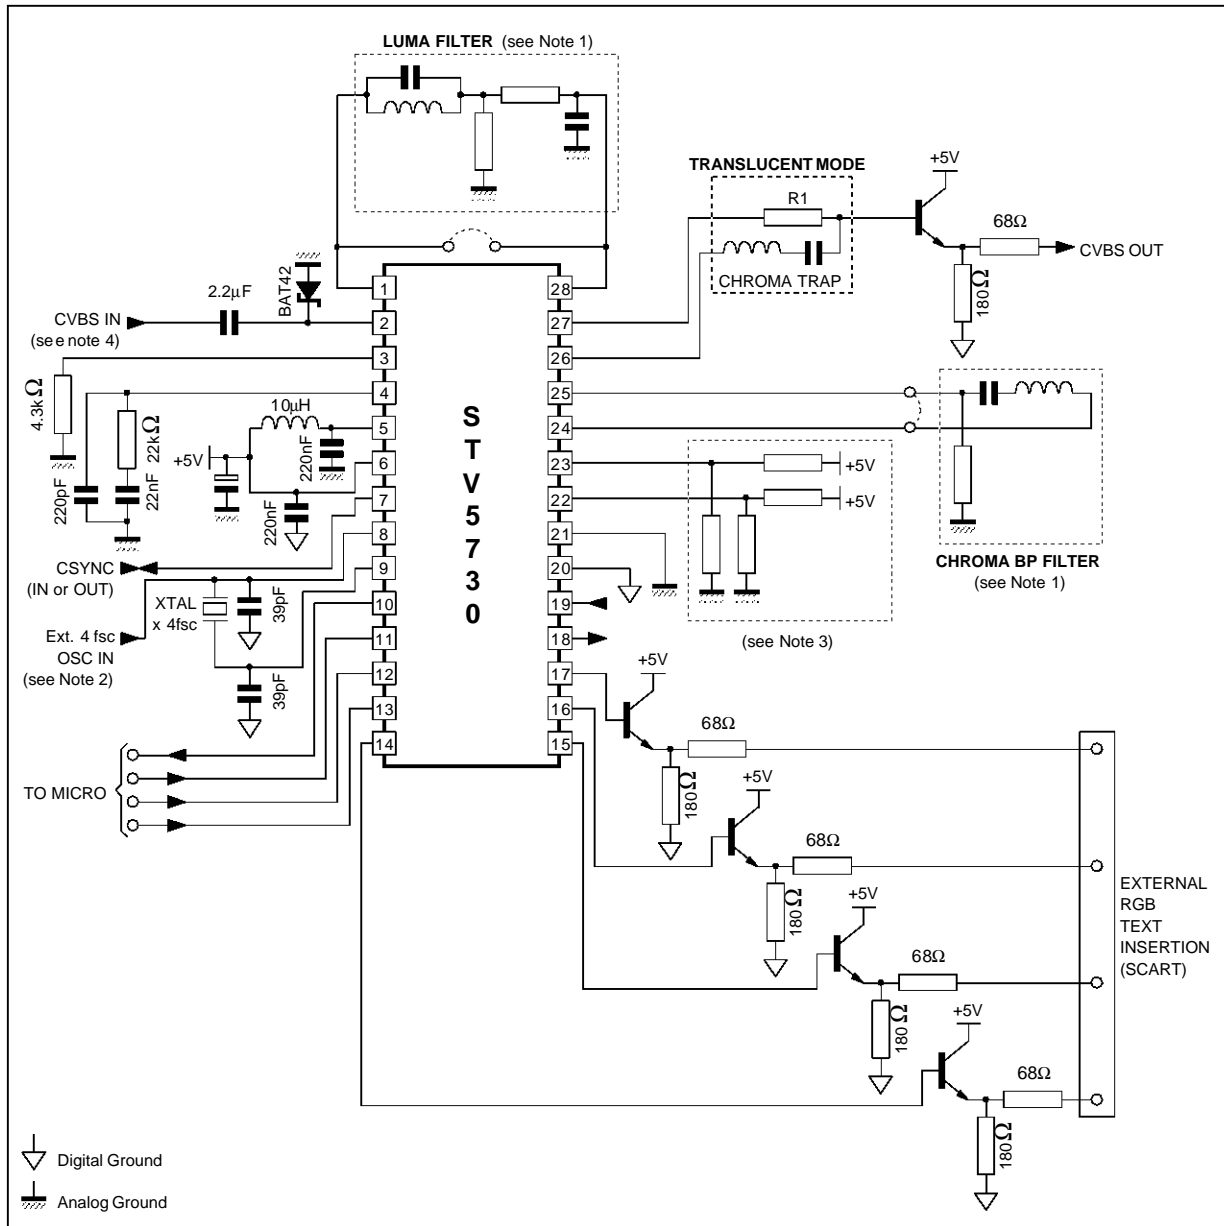 LUMA FILTER (see Note 1)
TRANSLUCENT MODE
R1
CHROMA TRAP
+5V
68Ω
CVBS OUT
180Ω
BAT42
2.2µF
CVBS IN
(see note 4)
4.3kΩ
22kΩ
220pF
22nF
10µH
220nF
+5V
220nF
CSYNC
(IN or OUT)
XTAL
x 4fsc
39pF
Ext. 4 fsc
OSC IN
(see Note 2)
39pF
TO MICRO
1
2
3
4
5
6
7
8
9
10
11
12
13
14
STV5730
28
27
26
25
24
23
22
21
20
19
18
17
16
15
+5V
+5V
(see Note 3)
CHROMA BP FILTER
(see Note 1)
+5V
68Ω
180Ω
+5V
68Ω
180Ω
+5V
68Ω
180Ω
+5V
68Ω
180Ω
EXTERNAL
RGB
TEXT
INSERTION
(SCART)
Digital Ground
Analog Ground